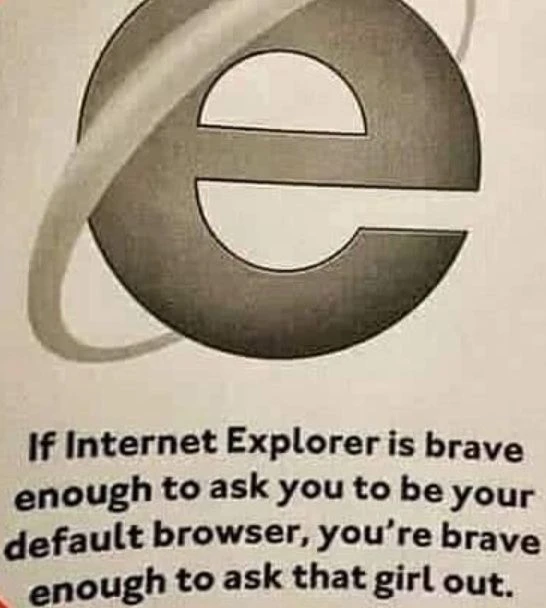 If Internet Explorer is brave
enough to ask you to be your
default browser, you're brave
enough to ask that girl out.